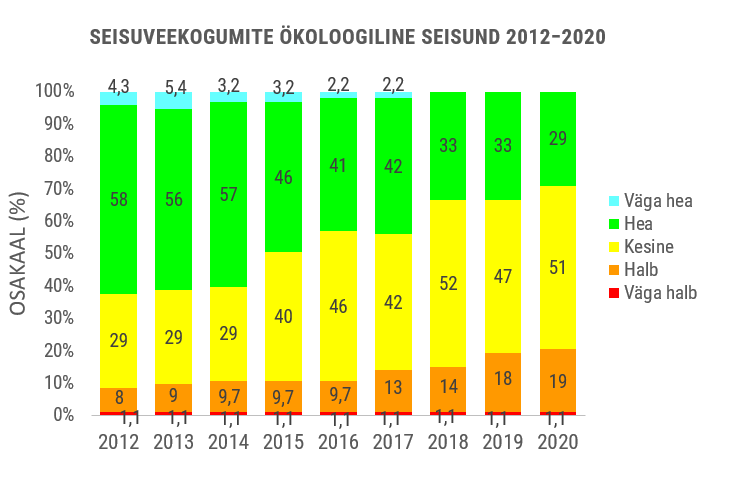 SEISUVEEKOGUMITE ÖKOLOOGILINE SEISUND 2012–2020
4,3 5,4 3,2 3,2 2,2 2,2
100%
90%
80%
70%
60%
50%
40%
30%
20%
10%
0%
OSAKAAL (%)
58 56 57 46 41 42 33 33 29
29 29 29 40 46 42 52 47 51
8 9 9,7 9,7 9,7 13 14 18 19
1,1 1,1 1,1 1,1 1,1 1,1 1,1 1,1 1,1
2012 2013 2014 2015 2016 2017 2018 2019 2020
Väga hea
Hea
Kesine
Halb
Väga halb